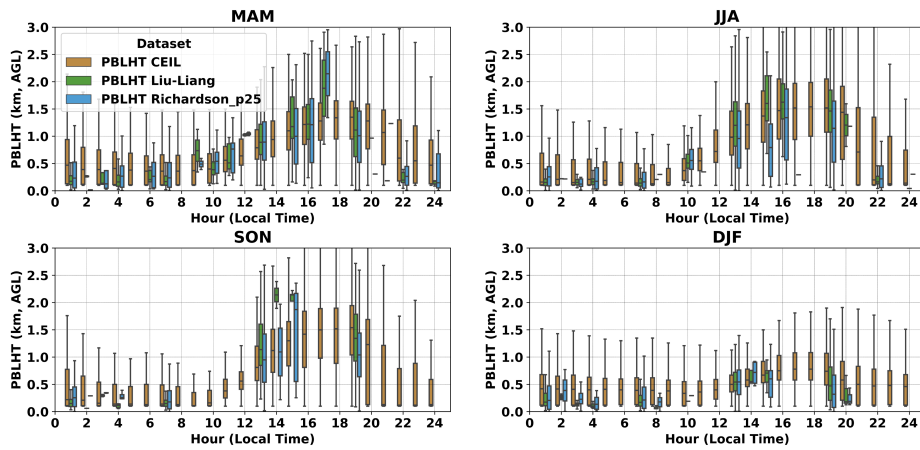 MAM
PBLHT (km, AGL)
3.0
2.5
2.0
1.5
1.0
0.5
0.0
Dataset
PBLHT CEIL
PBLHT Liu-Liang
PBLHT Richardson_p25
0 2 4 6 8 10 12 14 16 18 20 22 24
Hour (Local Time)
JJA
PBLHT (km, AGL)
3.0
2.5
2.0
1.5
1.0
0.5
0.0
0 2 4 6 8 10 12 14 16 18 20 22 24
Hour (Local Time)
SON
PBLHT (km, AGL)
3.0
2.5
2.0
1.5
1.0
0.5
0.0
0 2 4 6 8 10 12 14 16 18 20 22 24
Hour (Local Time)
DJF
PBLHT (km, AGL)
3.0
2.5
2.0
1.5
1.0
0.5
0.0
0 2 4 6 8 10 12 14 16 18 20 22 24
Hour (Local Time)